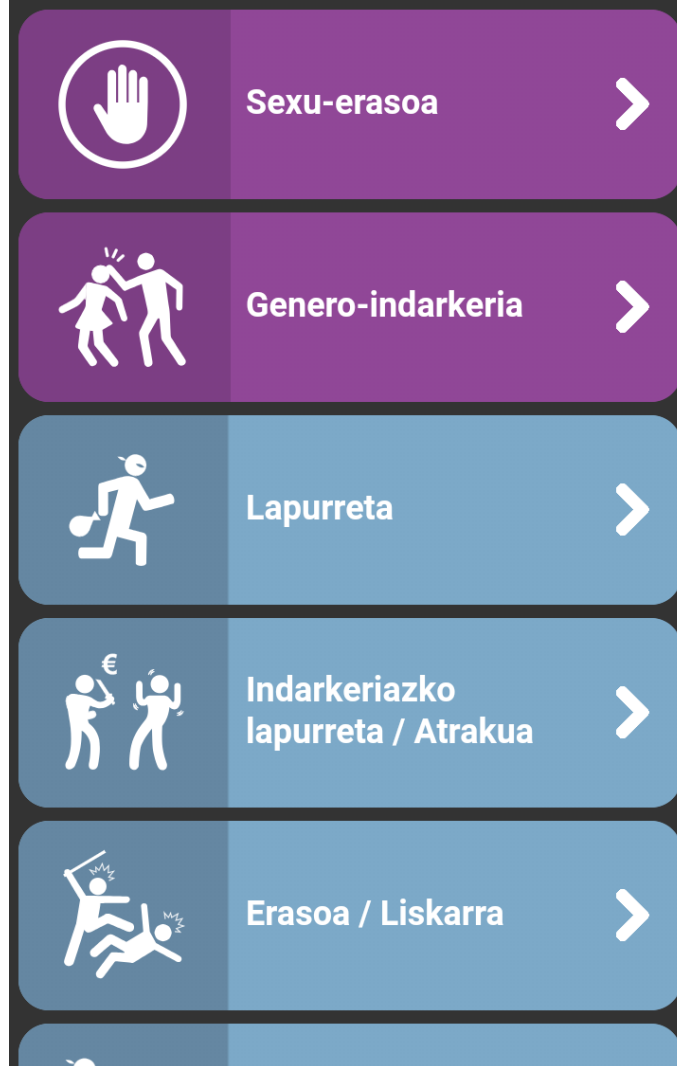 Sexu-erasoa
Genero-indarkeria
Lapurreta
€
Indarkeriazko
lapurreta / Atrakua
Erasoa / Liskarra